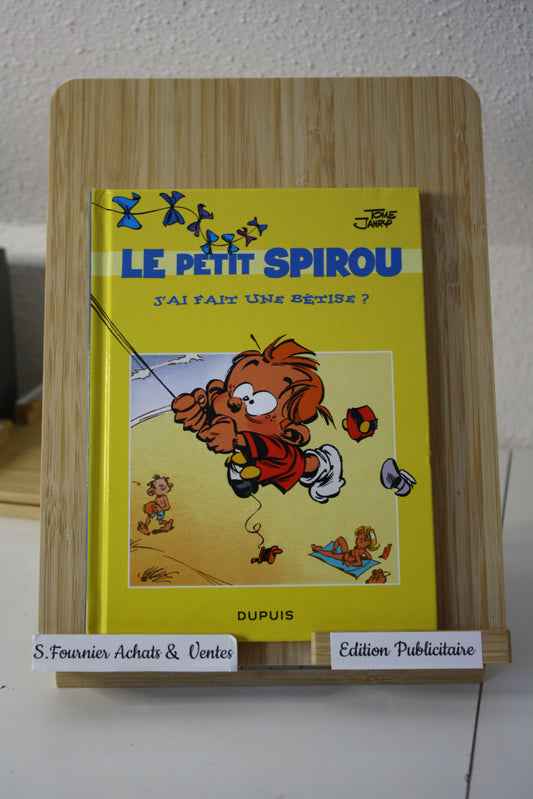 TOME
JANRY
LE PETIT SPIROU
J'AI FAIT UNE BÊTISE ?
DUPUIS
S.Fournier Achats & Ventes
Edition Publicitaire